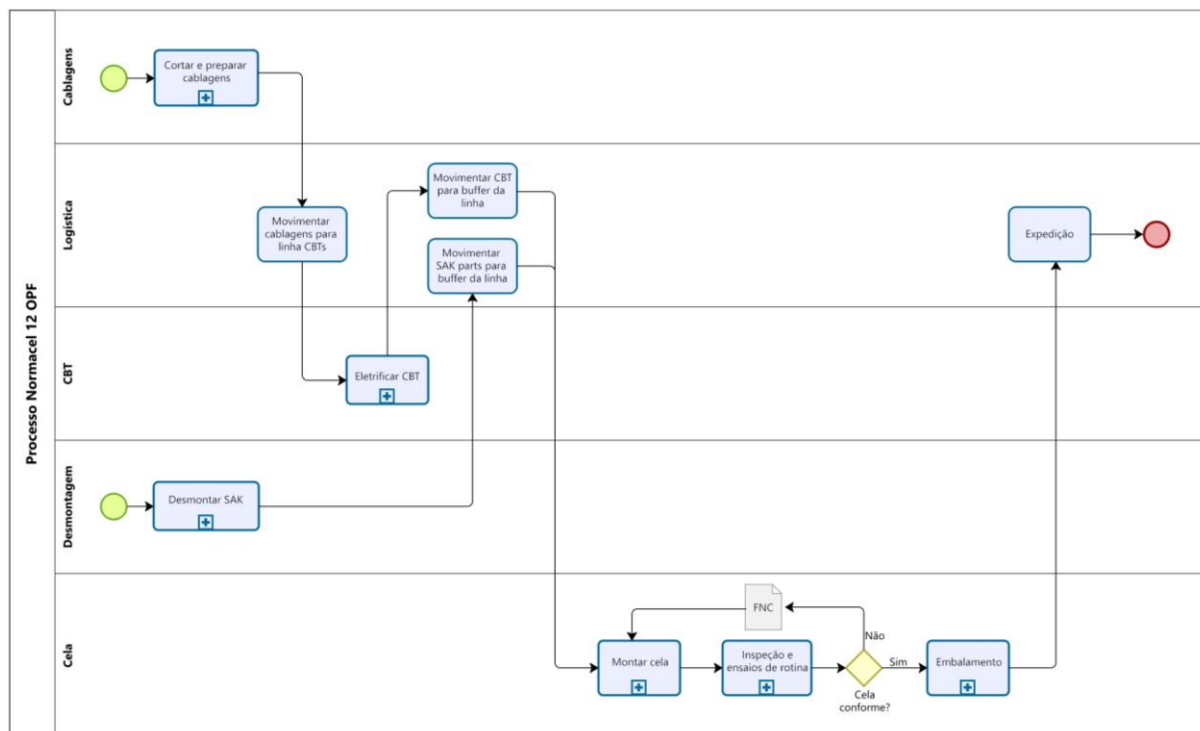 Processo Normacel 12 OPF
Cablagens
Cortar e preparar
cablagens
Logística
Movimentar
cablagens para
linha CBTs
Movimentar CBT
para buffer da
linha
Movimentar
SAK parts para
buffer da linha
Expedição
CBT
Eletrificar CBT
Desmontagem
Desmontar SAK
Cela
FNC
Montar cela
Inspeção e
ensaios de rotina
Não
Sim
Cela
conforme?
Embalamento